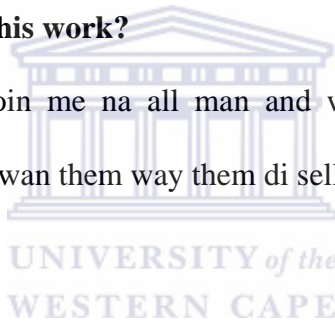 his work?
oin me na all man and
wan them way them di sell
UNIVERSITY of the
WESTERN CAPE